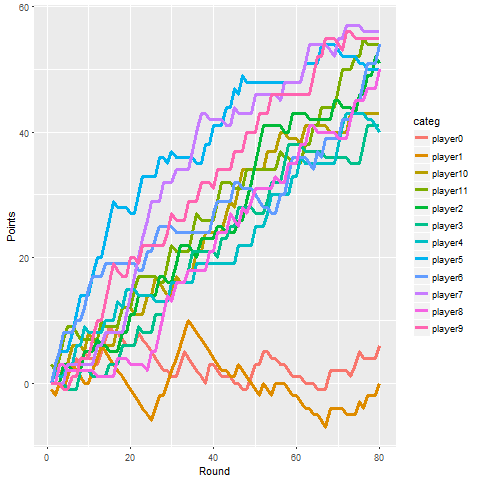 60
40
20
0
0
20
40
60
80
Round
Points
categ
player0
player1
player10
player11
player2
player3
player4
player5
player6
player7
player8
player9